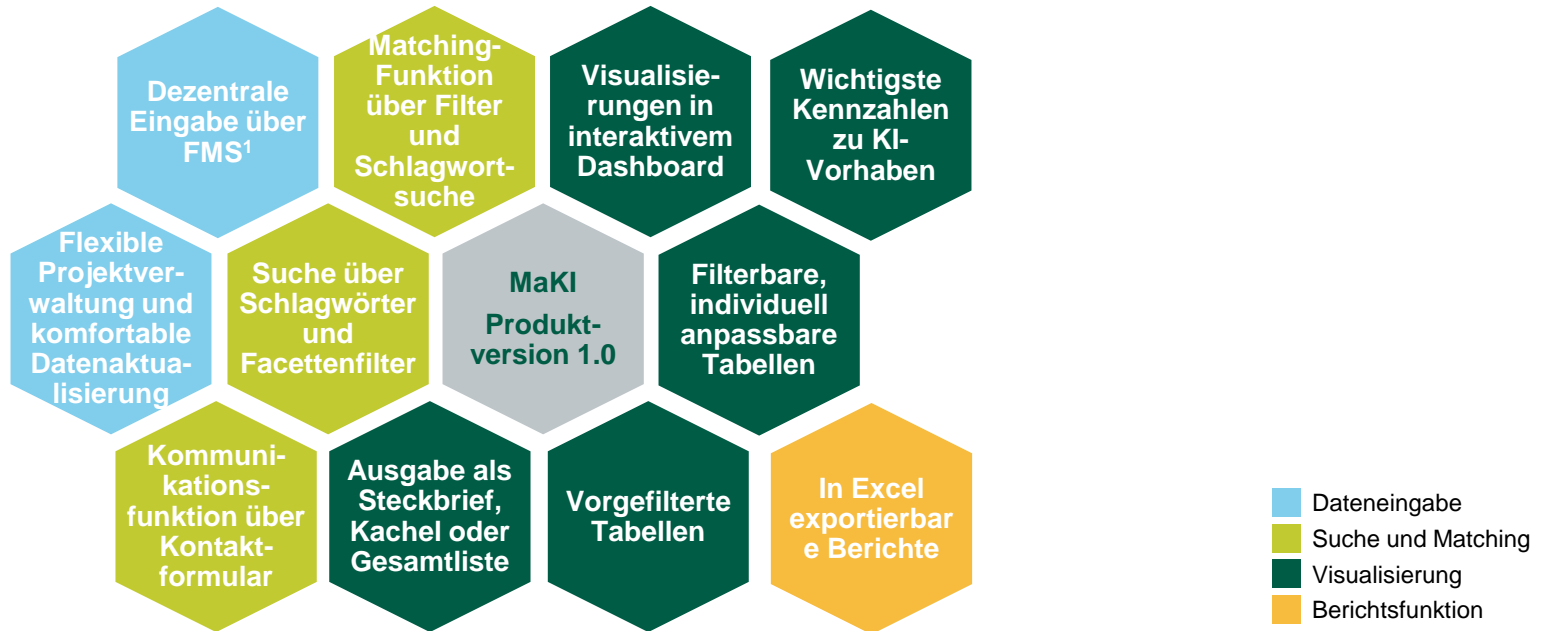 Dezentrale
Eingabe über
FMS¹
Matching-
Funktion
über Filter
und
Schlagwort-
suche
Visualisie-
rungen in
interaktivem
Dashboard
Wichtigste
Kennzahlen
zu KI-
Vorhaben
Flexible
Projektver-
waltung und
komfortable
Datenaktua-
lisierung
Suche über
Schlagwörter
und
Facettenfilter
MaKI
Produkt-
version 1.0
Filterbare,
individuell
anpassbare
Tabellen
Kommuni-
kations-
funktion über
Kontakt-
formular
Ausgabe als
Steckbrief,
Kachel oder
Gesamtliste
Vorgefilterte
Tabellen
In Excel
exportierbar
e Berichte
Dateneingabe
Suche und Matching
Visualisierung
Berichtsfunktion